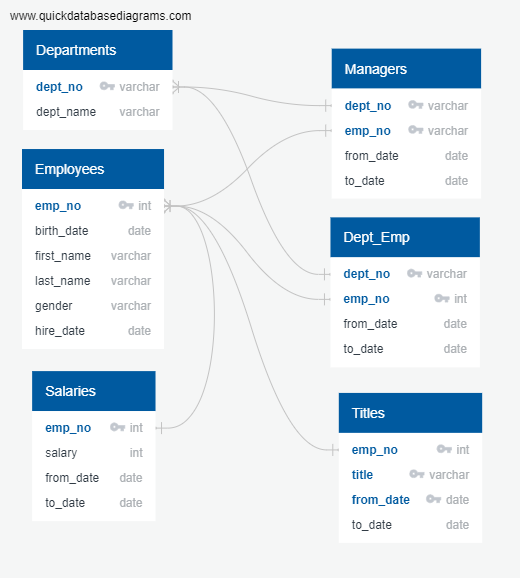 www.quickdatabasediagrams.com
Departments
dept_no varchar
dept_name varchar
Employees
emp_no int
birth_date date
first_name varchar
last_name varchar
gender varchar
hire_date date
Salaries
emp_no int
salary int
from_date date
to_date date
Managers
dept_no varchar
emp_no varchar
from_date date
to_date date
Dept_Emp
dept_no varchar
emp_no int
from_date date
to_date date
Titles
emp_no int
title varchar
from_date date
to_date date